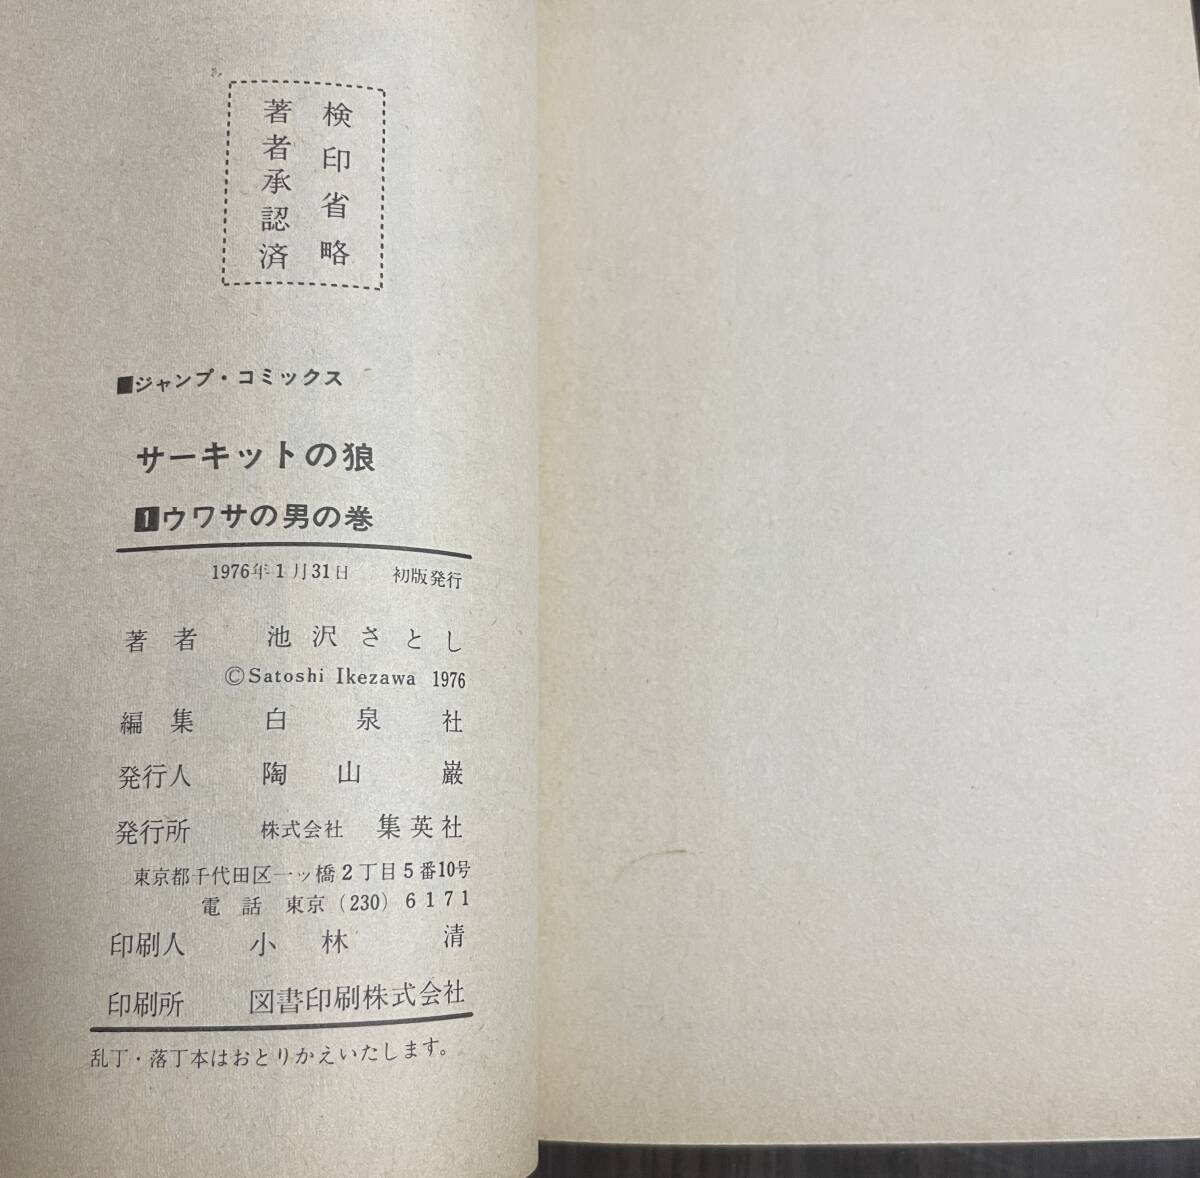 検印省略
著者承認済
■ジャンプ・コミックス
サーキットの狼
1ウワサの男の巻
1976年1月31日 初版発行
著者 池沢さとし
©Satoshi Ikezawa 1976
編集 白泉社
発行人 陶山巌
発行所 株式会社 集英社
東京都千代田区一ッ橋2丁目5番10号
電話 東京(230)6171
印刷人 小林清
印刷所 図書印刷株式会社
乱丁・落丁本はおとりかえいたします。